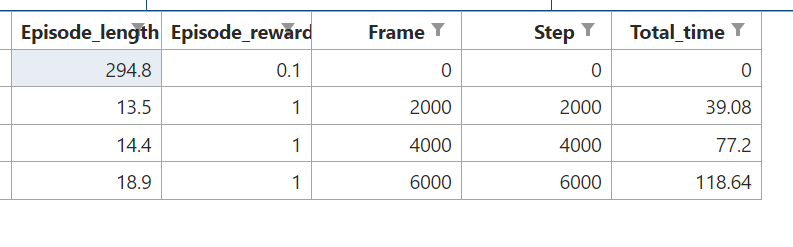 Episode_length Episode_reward Frame Step Total_time
294.8 0.1 0 0 0
13.5 1 2000 2000 39.08
14.4 1 4000 4000 77.2
18.9 1 6000 6000 118.64